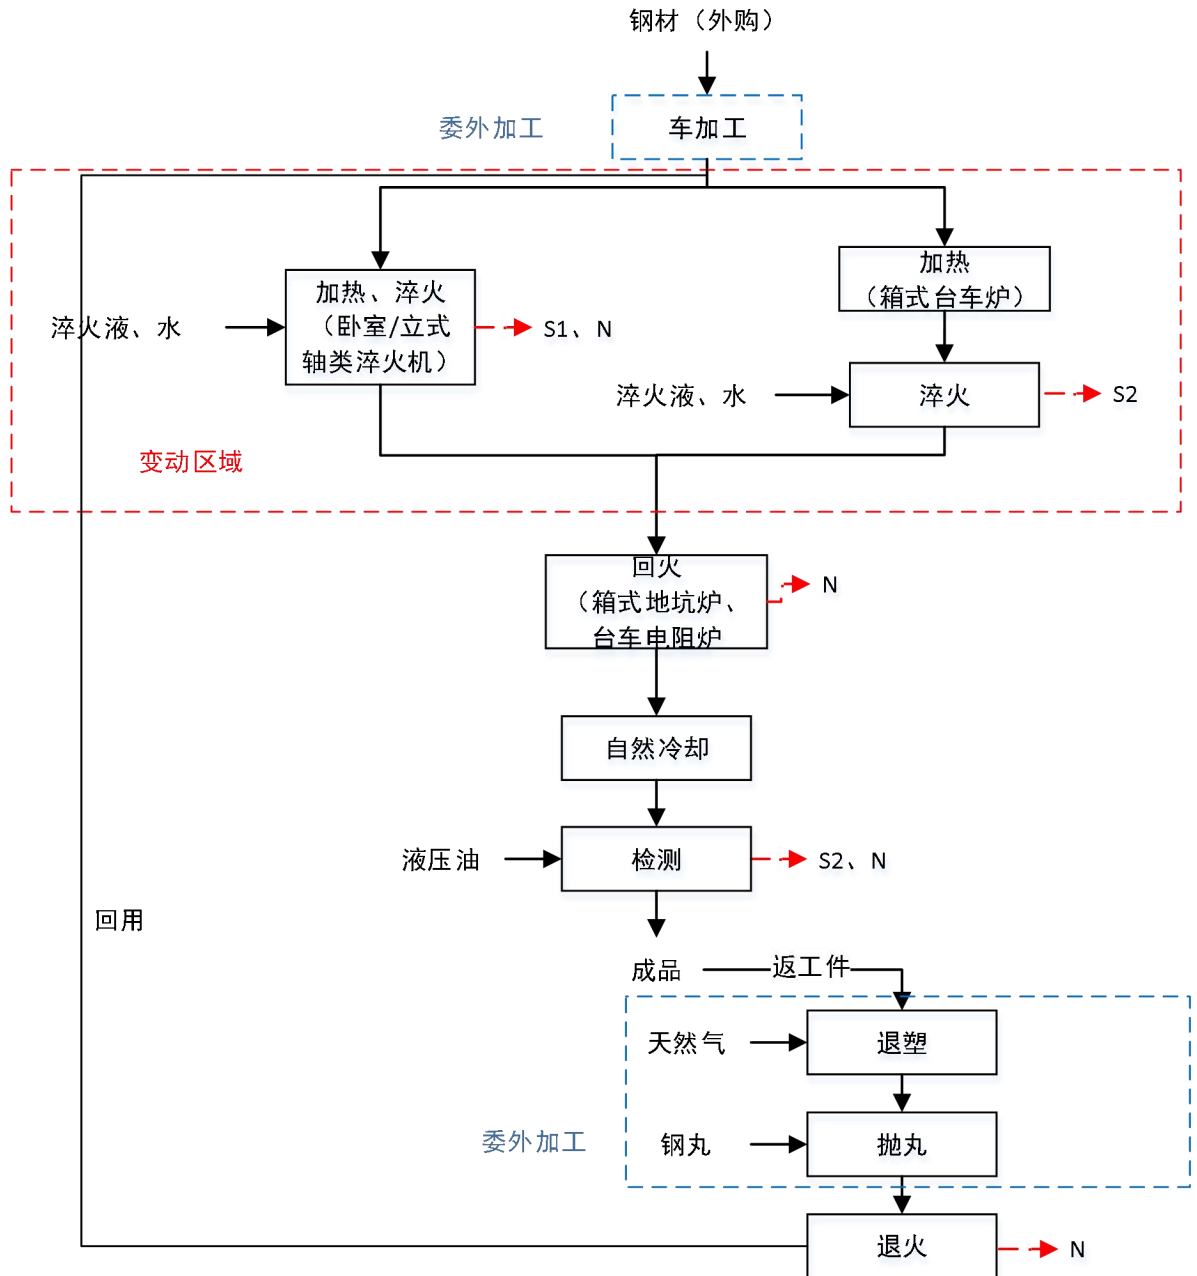 钢材（外购）
委外加工
车加工
加热、淬火
（卧室/立式
轴类淬火机）
淬火液、水
S1、N
加热
（箱式台车炉）
淬火液、水
淬火
S2
变动区域
回火
（箱式地坑炉、
台车电阻炉
N
自然冷却
液压油
检测
S2、N
回用
成品
返工件
天然气
退塑
委外加工
钢丸
抛丸
退火
N